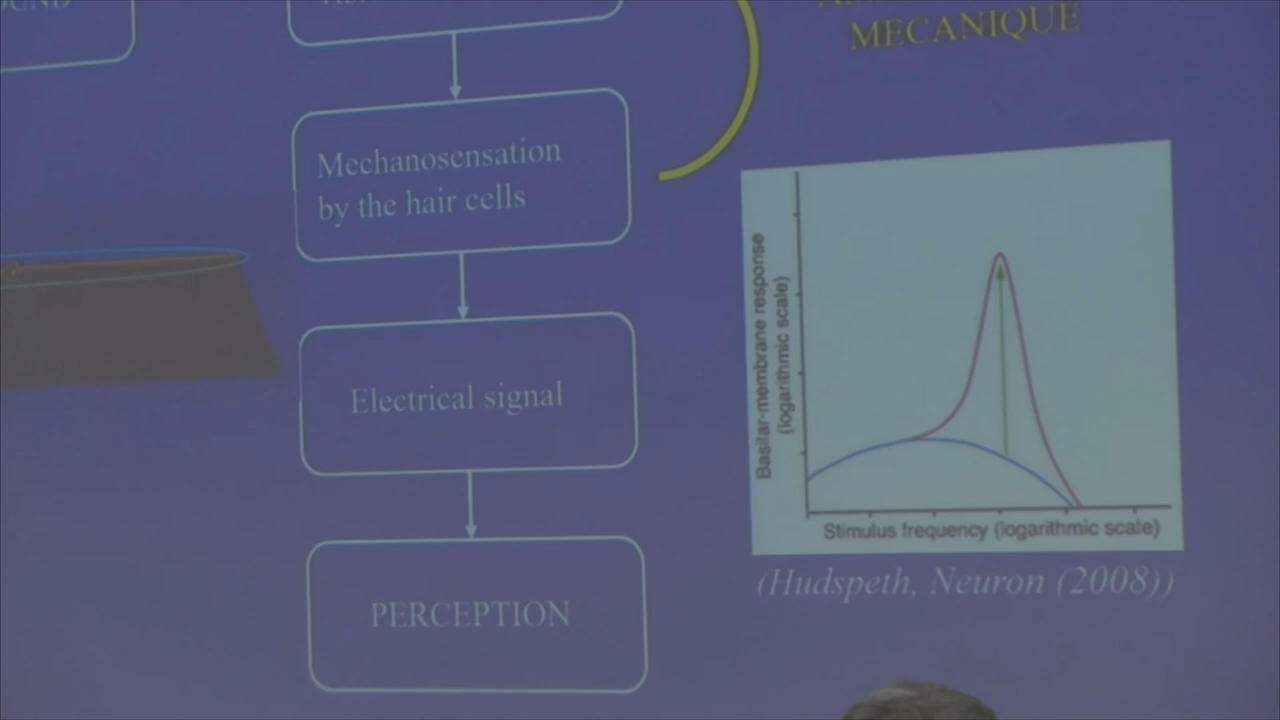 MECANIQUE
Mechanosensation
by the hair cells
Electrical signal
PERCEPTION
Basilar-membrane response
(logarithmic scale)
Stimulus frequency (logarithmic scale)
(Hudspeth, Neuron (2008))